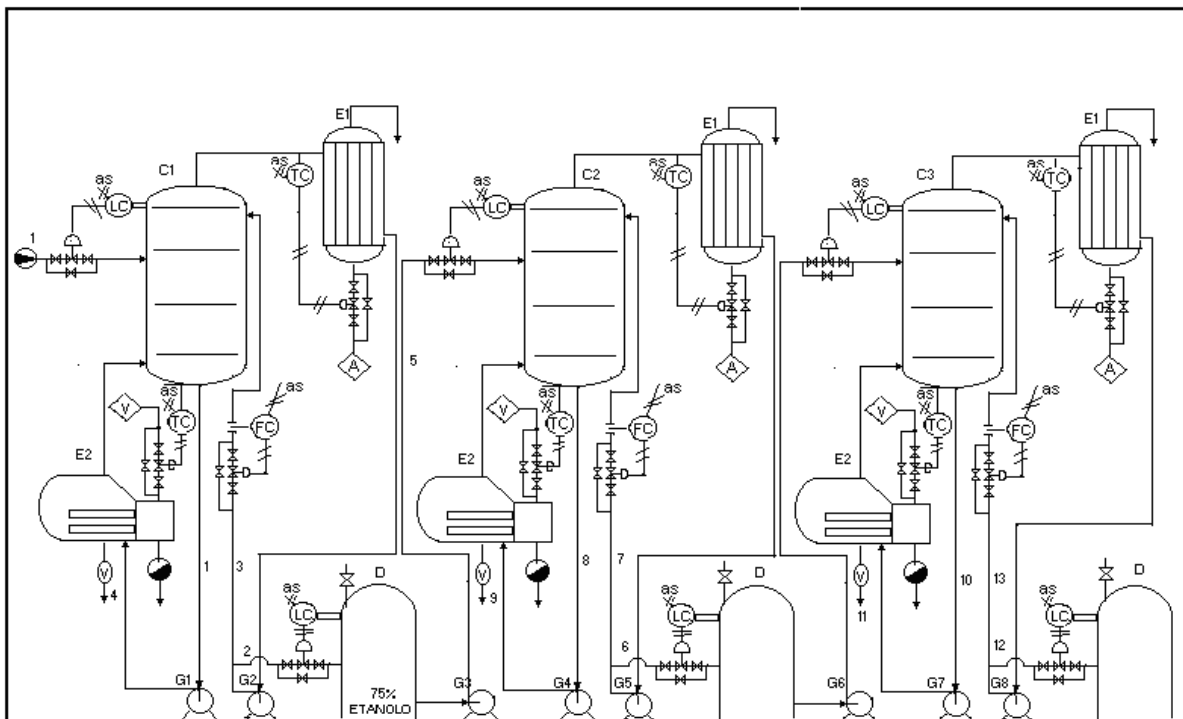 E1
E1
E1
C1
as
TC
C2
as
TC
C3
as
TC
as
LC
as
LC
as
LC
1
A
5
A
A
V
as
TC
as
FC
V
as
TC
as
FC
V
as
TC
as
FC
E2
E2
E2
V
4
1
3
V
9
8
7
V
11
10
13
D
D
D
as
LC
as
LC
as
LC
2
6
12
G1
G2
75%
ETANOLO
G3
G4
G5
G6
G7
G8